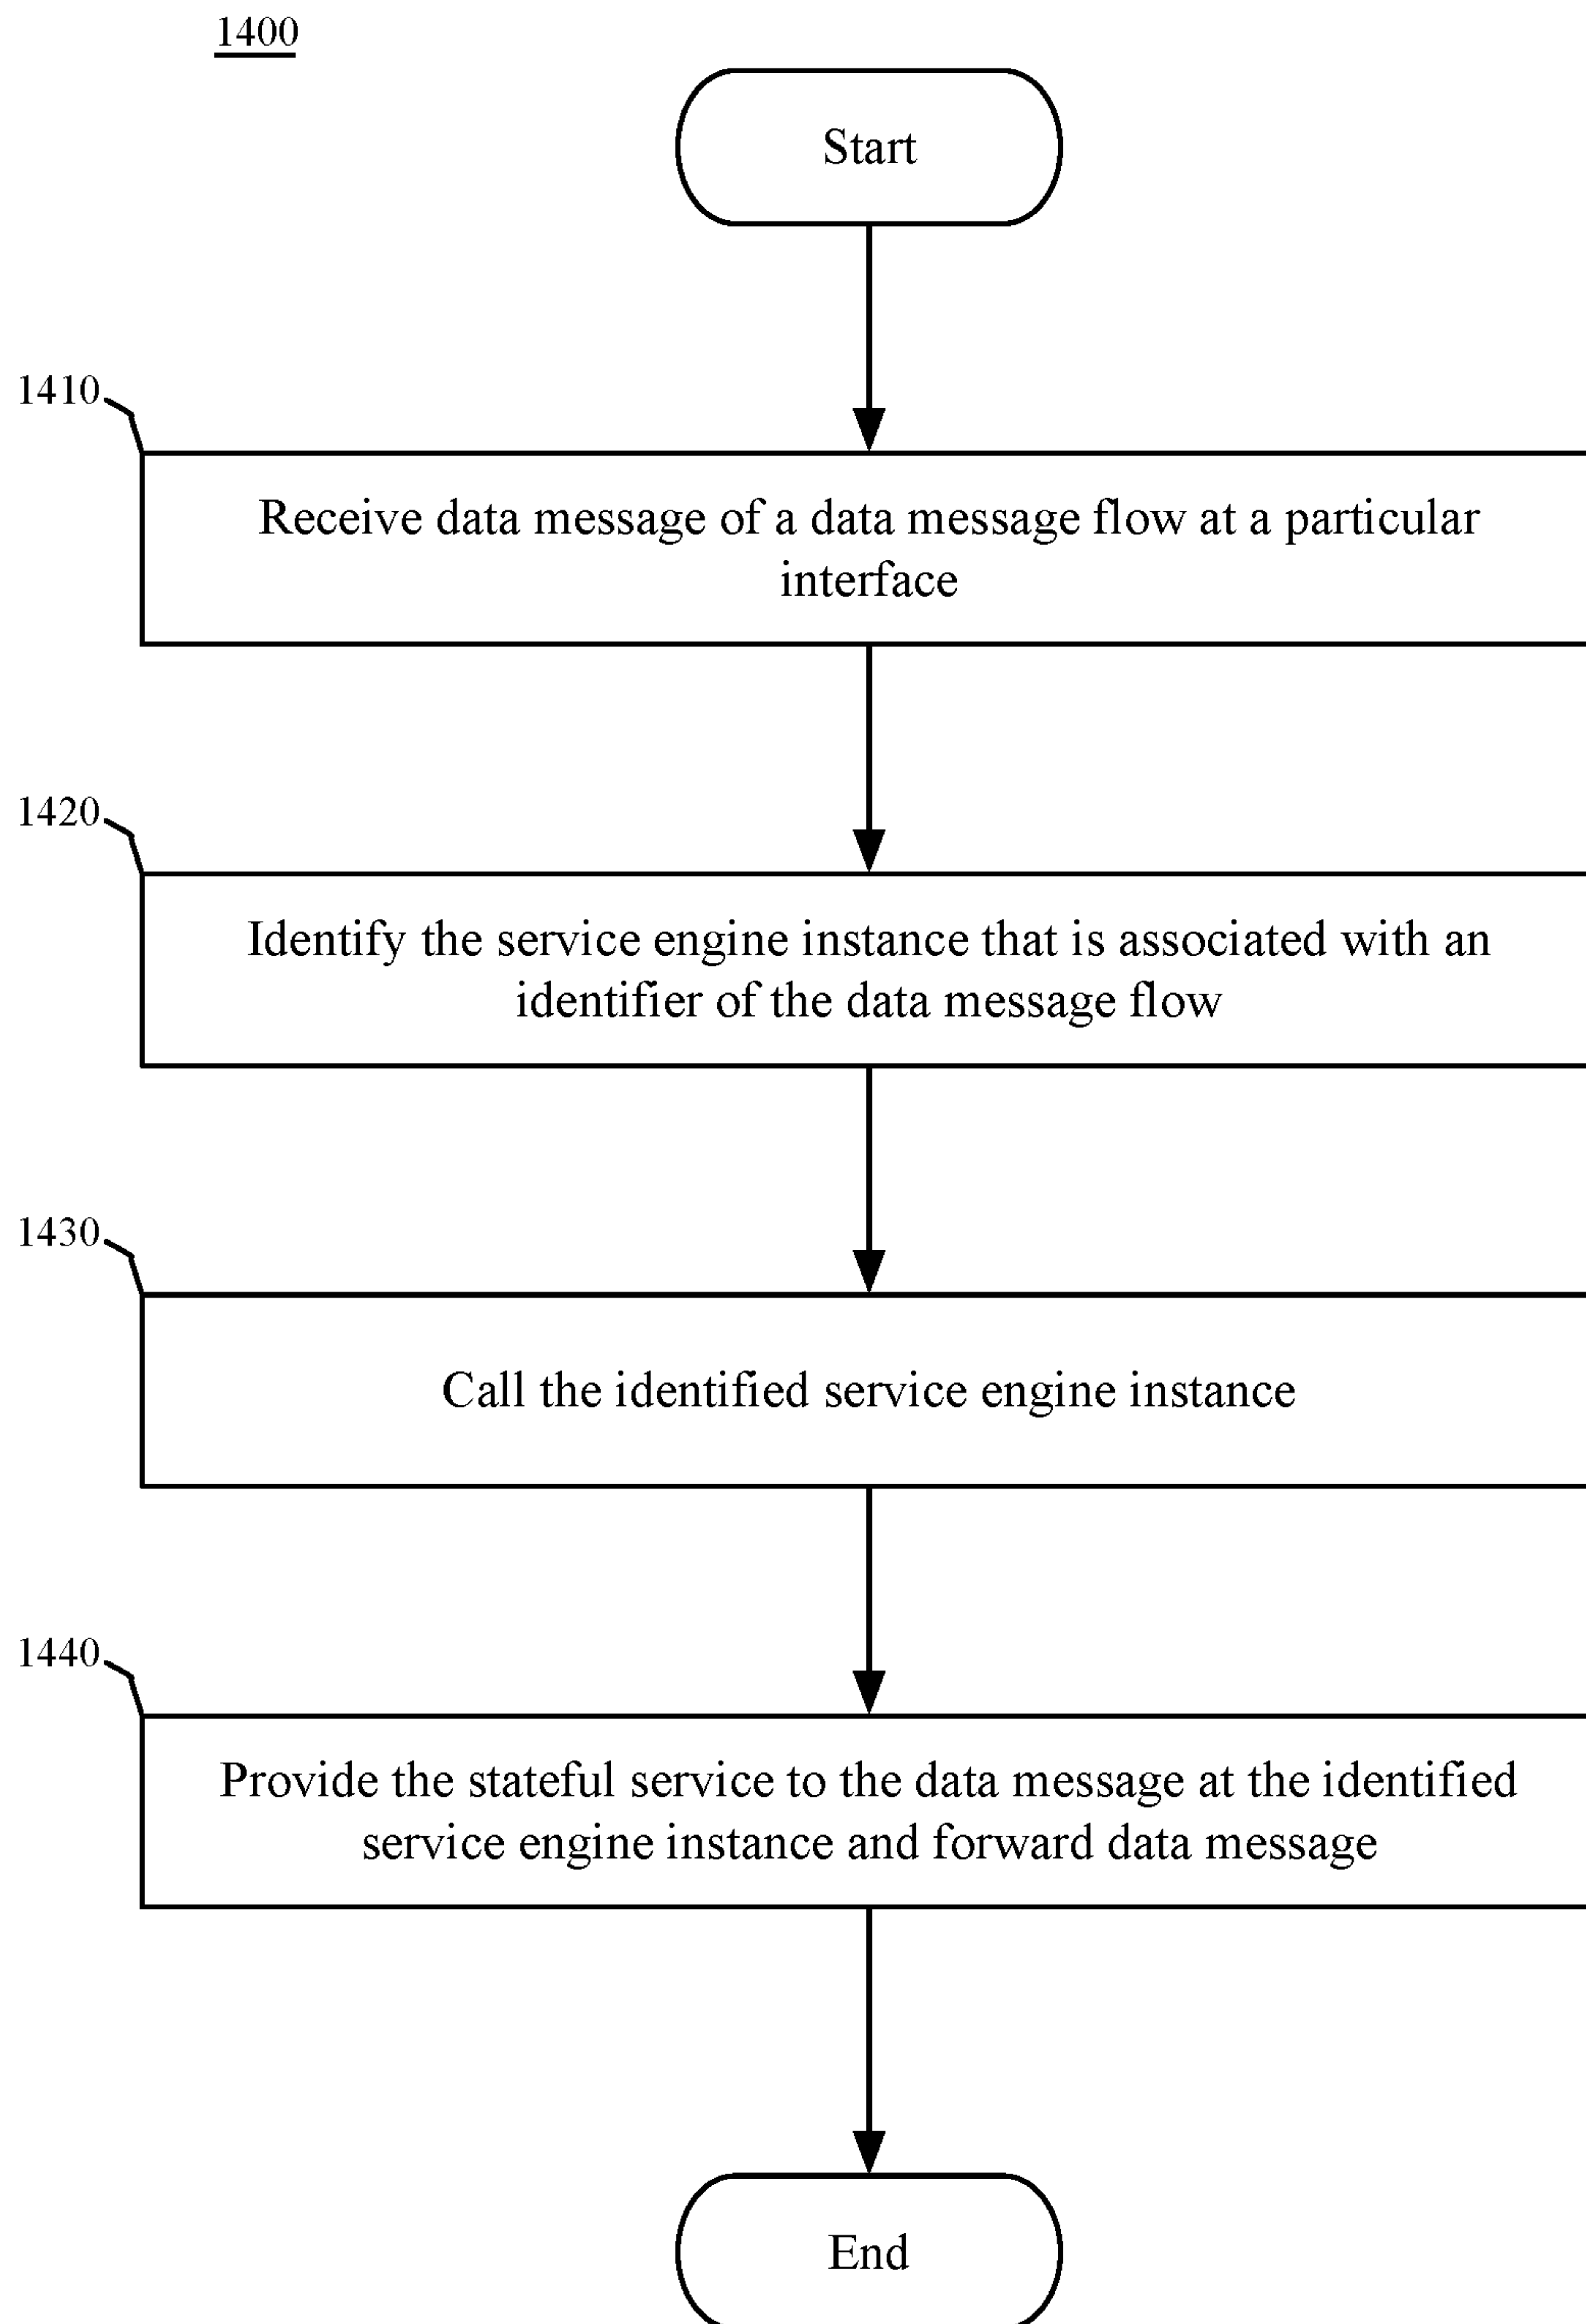 1400
Start
1410
Receive data message of a data message flow at a particular
interface
1420
Identify the service engine instance that is associated with an
identifier of the data message flow
1430
Call the identified service engine instance
1440
Provide the stateful service to the data message at the identified
service engine instance and forward data message
End